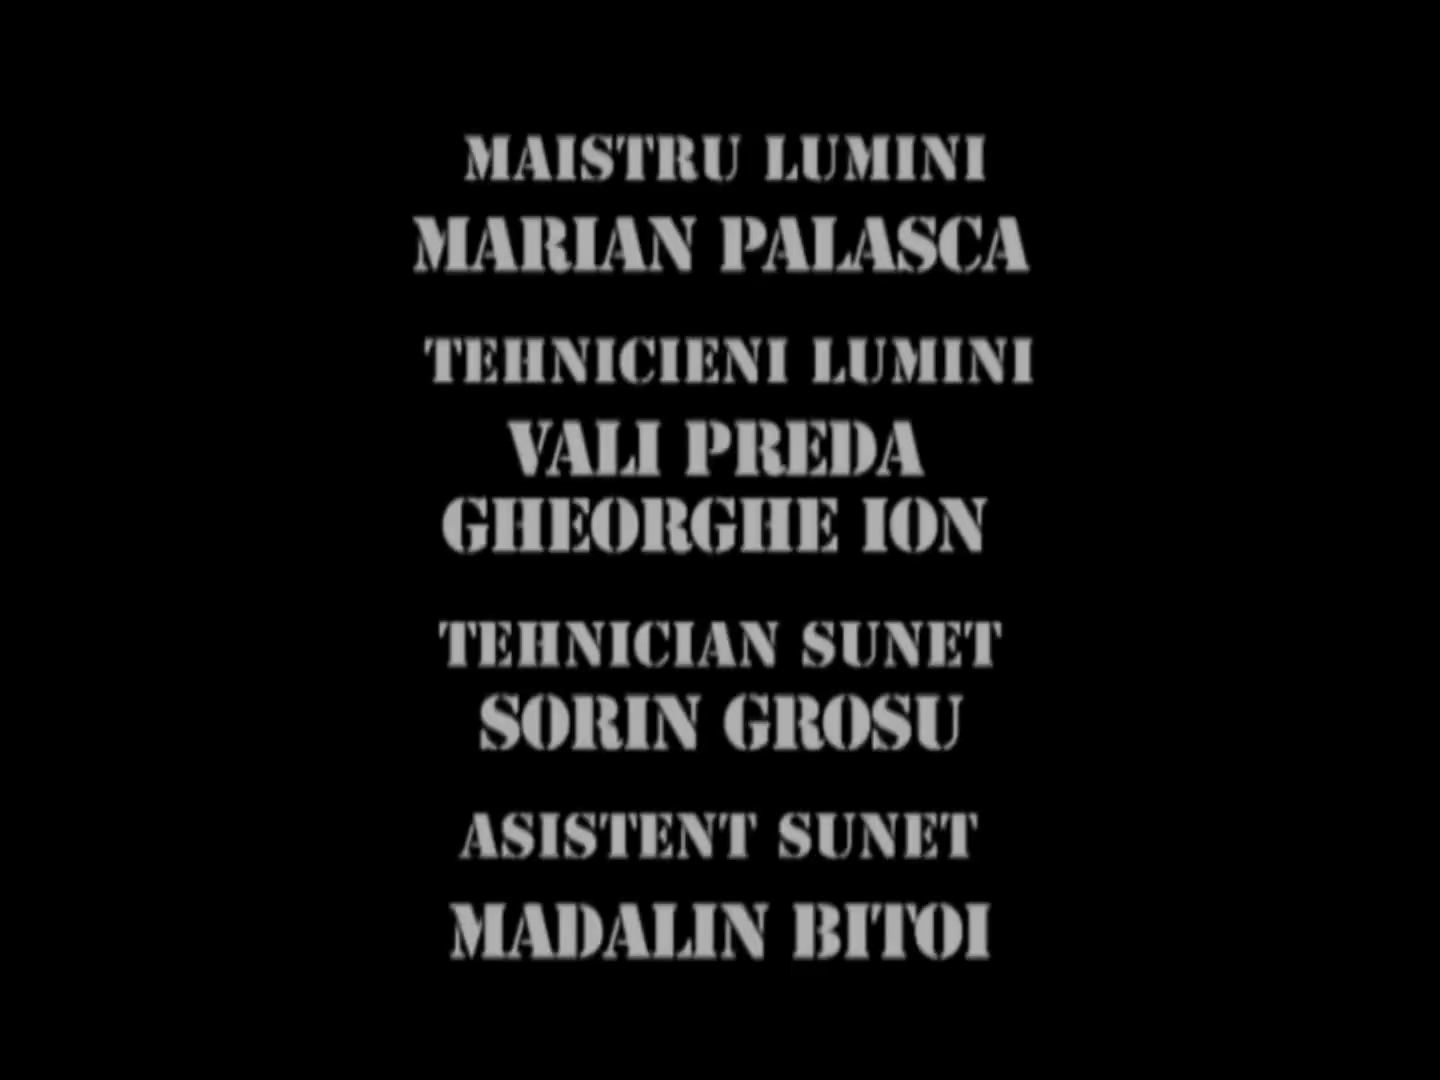 MAISTRU LUMINI
MARIAN PALASCA
TEHNICIENI LUMINI
VALI PREDA
GHEORGHE ION
TEHNICIAN SUNET
SORIN GROSU
ASISTENT SUNET
MADALIN BITOI